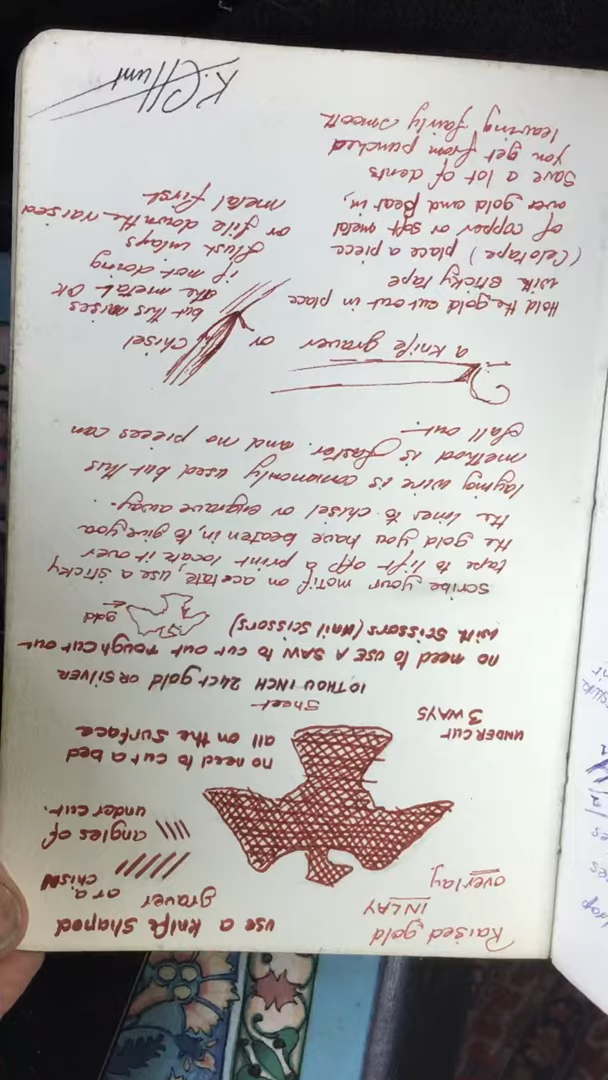 Raised gold
INLAY
overlay
use a knife shaped
graver or a
chisel
angles of
under cut.
no need to cut a bed
all on the surface
UNDER CUT
3 WAYS
sheet
10 THOU INCH 24ct gold OR SILVER
no need to USE A SAW to cut out rough cut out
with scissors (Nail scissors)
gold
scribe your motif on acetate, use a sticky
tape to lift off a print, locate it over
the gold you have beaten in, to give you
the lines to chisel or engrave away.
laying wire is commonly used but this
method is faster and no pieces can
fall out.
a knife graver or chisel
Hold the gold cut out in place
with sticky tape
(Celotape) place a piece
of copper or soft metal
over gold and Beat in,
save a lot of dents
you get from punched
leaving fairly smooth
but this raises
the metal OK
if not doing
flush inlays
or file down the raised
metal first
K.C Hunt